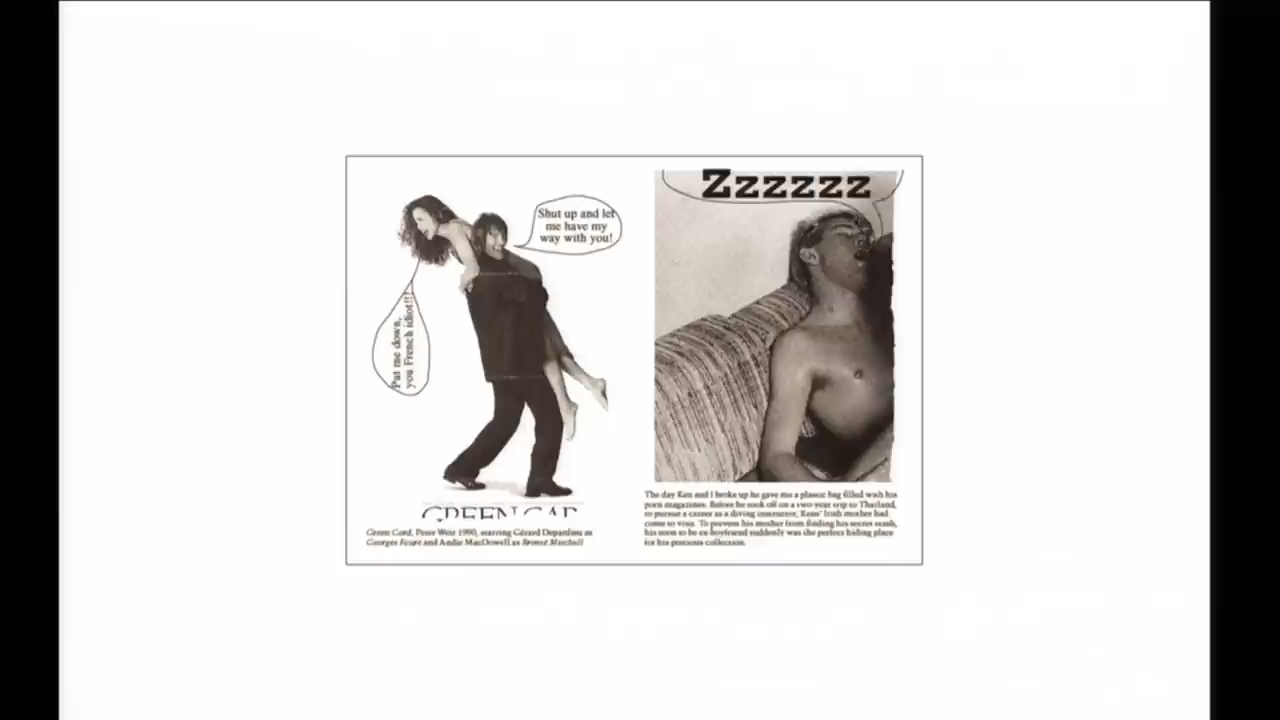 Shut up and let
me have my
way with you!
Put me down,
you French idiot!!!
GREEN CAR
Green Card, Peter Weir 1990, starring Gérard Depardieu as
Georges Fauré and Andie MacDowell as Brontë Mitchell
Zzzzzz
The day Ken and I broke up he gave me a plastic bag filled with his
porn magazines. Before he took off on a two-year trip to Thailand,
to pursue a career as a diving instructor, Kens' Irish mother had
come to visit. To prevent his mother from finding his secret stash,
his soon to be ex-boyfriend suddenly was the perfect hiding place
for his precious collection.